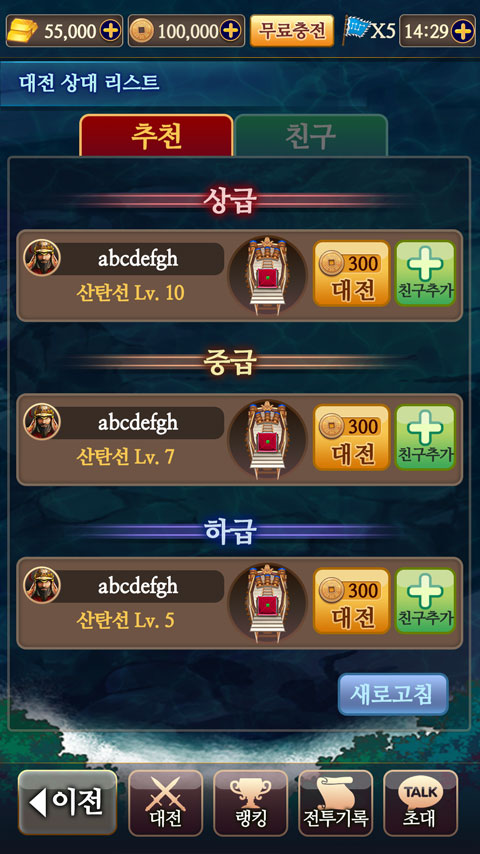 55,000
100,000
무료충전
X5
14:29
대전 상대 리스트
추천
친구
상급
abcdefgh
산탄선 Lv. 10
300
대전
친구추가
중급
abcdefgh
산탄선 Lv. 7
300
대전
친구추가
하급
abcdefgh
산탄선 Lv. 5
300
대전
친구추가
새로고침
이전
대전
랭킹
전투기록
TALK
초대